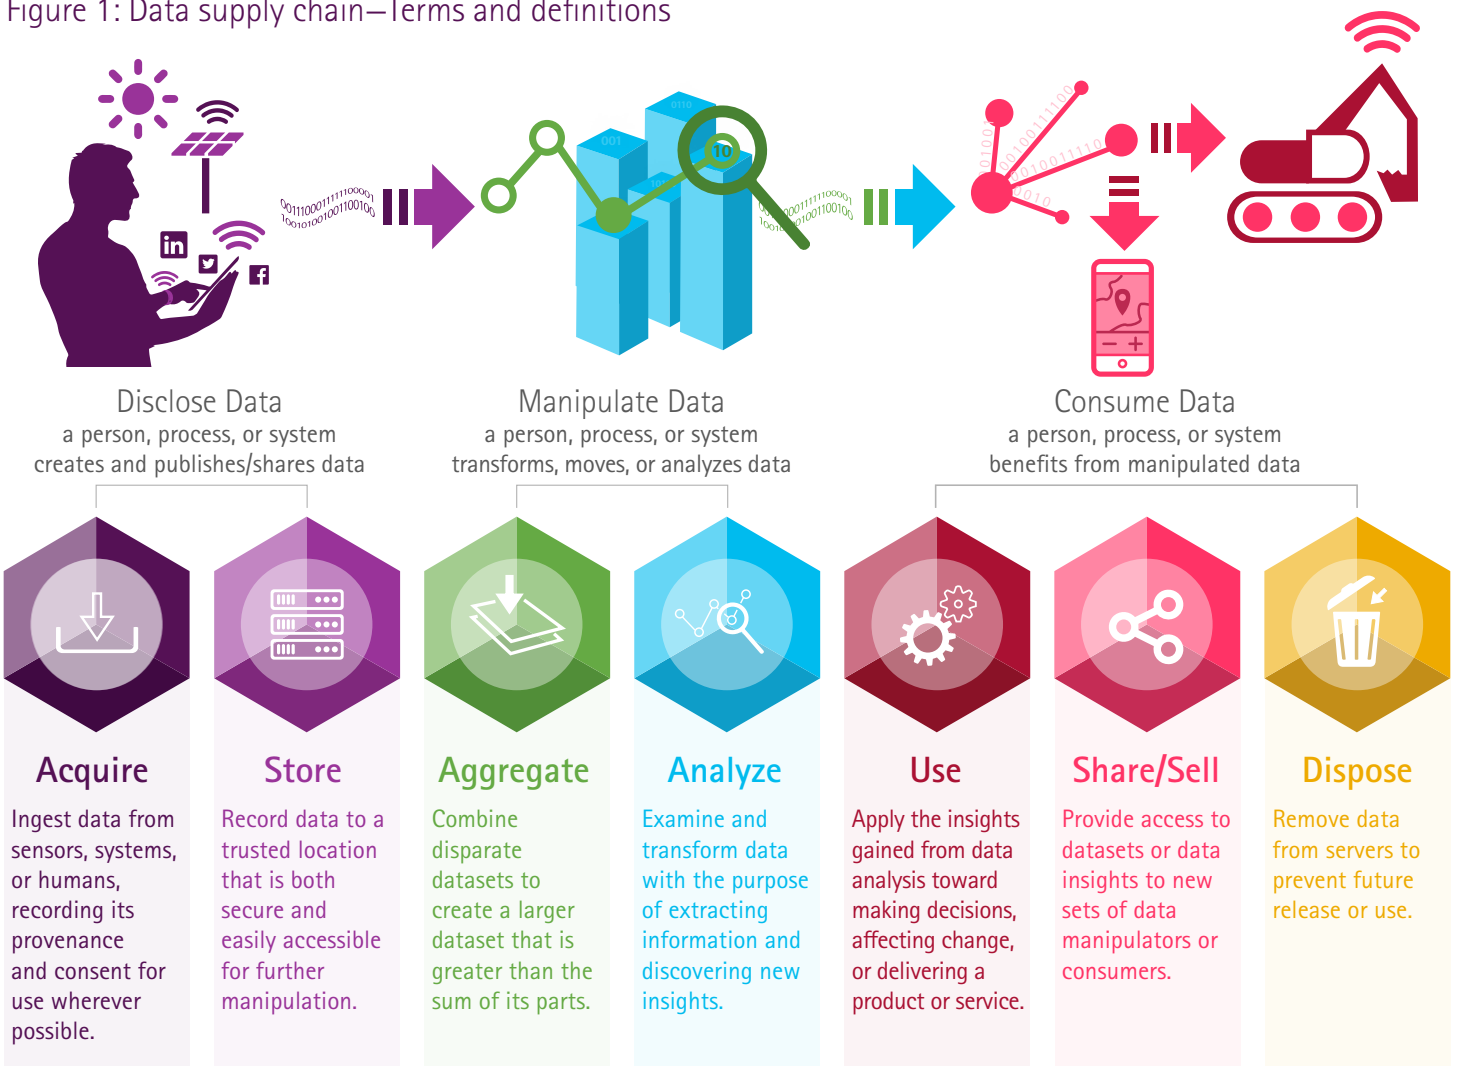 Figure 1: Data supply chain—Terms and definitions
in
001
0110
10
Disclose Data
a person, process, or system
creates and publishes/shares data
Manipulate Data
a person, process, or system
transforms, moves, or analyzes data
Consume Data
a person, process, or system
benefits from manipulated data
Acquire
Ingest data from
sensors, systems,
or humans,
recording its
provenance
and consent for
use wherever
possible.
Store
Record data to a
trusted location
that is both
secure and
easily accessible
for further
manipulation.
Aggregate
Combine
disparate
datasets to
create a larger
dataset that is
greater than the
sum of its parts.
Analyze
Examine and
transform data
with the purpose
of extracting
information and
discovering new
insights.
Use
Apply the insights
gained from data
analysis toward
making decisions,
affecting change,
or delivering a
product or service.
Share/Sell
Provide access to
datasets or data
insights to new
sets of data
manipulators or
consumers.
Dispose
Remove data
from servers to
prevent future
release or use.